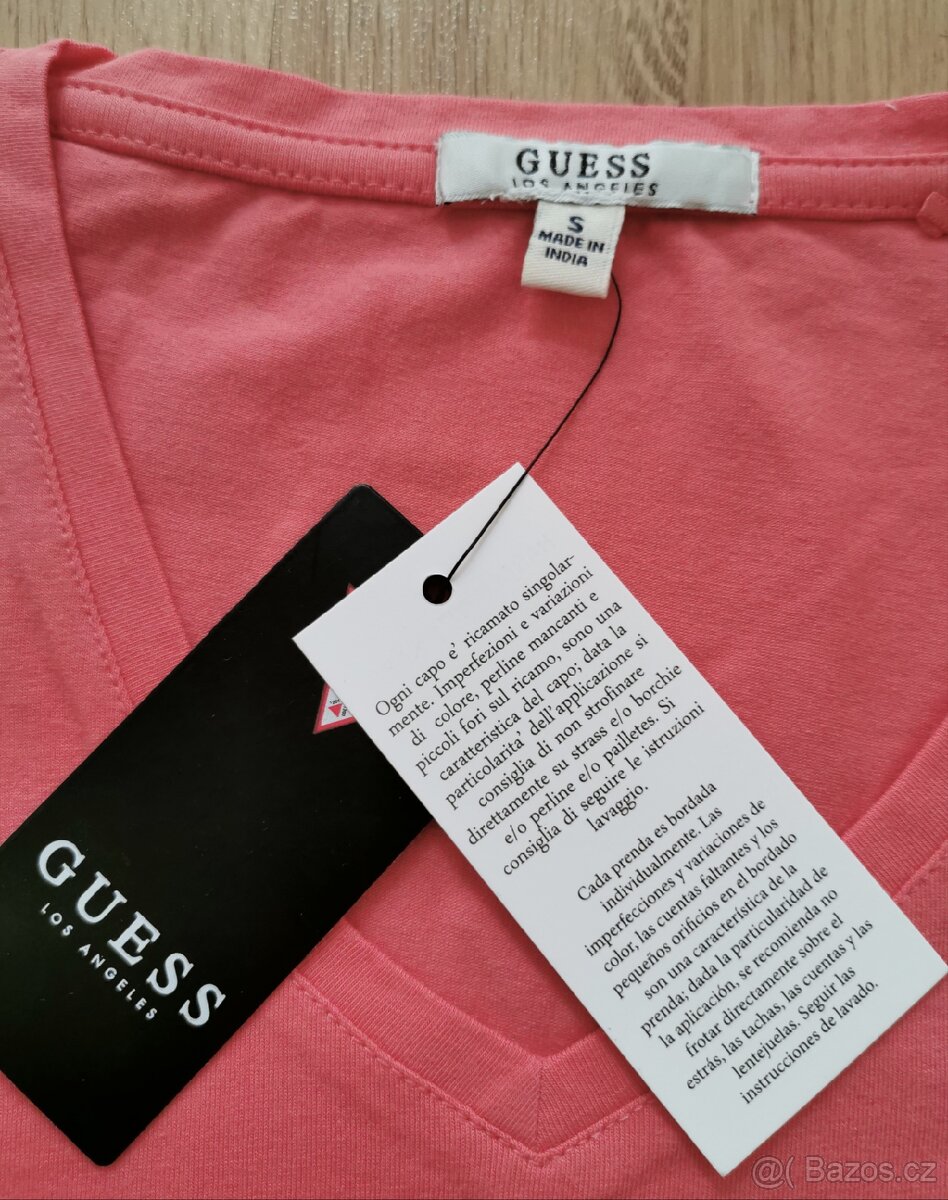 GUESS
LOS ANGELES
S
MADE IN
INDIA
Ogni capo e' ricamato singolar-
mente. Imperfezioni e variazioni
di colore, perline mancanti e
piccoli fori sul ricamo, sono una
caratteristica del capo; data la
particolarita' dell'applicazione si
consiglia di non strofinare
direttamente su strass e/o borchie
e/o perline e/o pailletes. Si
consiglia di seguire le istruzioni
lavaggio.
Cada prenda es bordada
individualmente. Las
imperfecciones y variaciones de
color, las cuentas faltantes y los
pequeños orificios en el bordado
son una característica de la
prenda; dada la particularidad de
la aplicación, se recomienda no
frotar directamente sobre el
estrás, las tachas, las cuentas y las
lentejuelas. Seguir las
instrucciones de lavado.
GUESS
LOS ANGELES
@( Bazos.cz